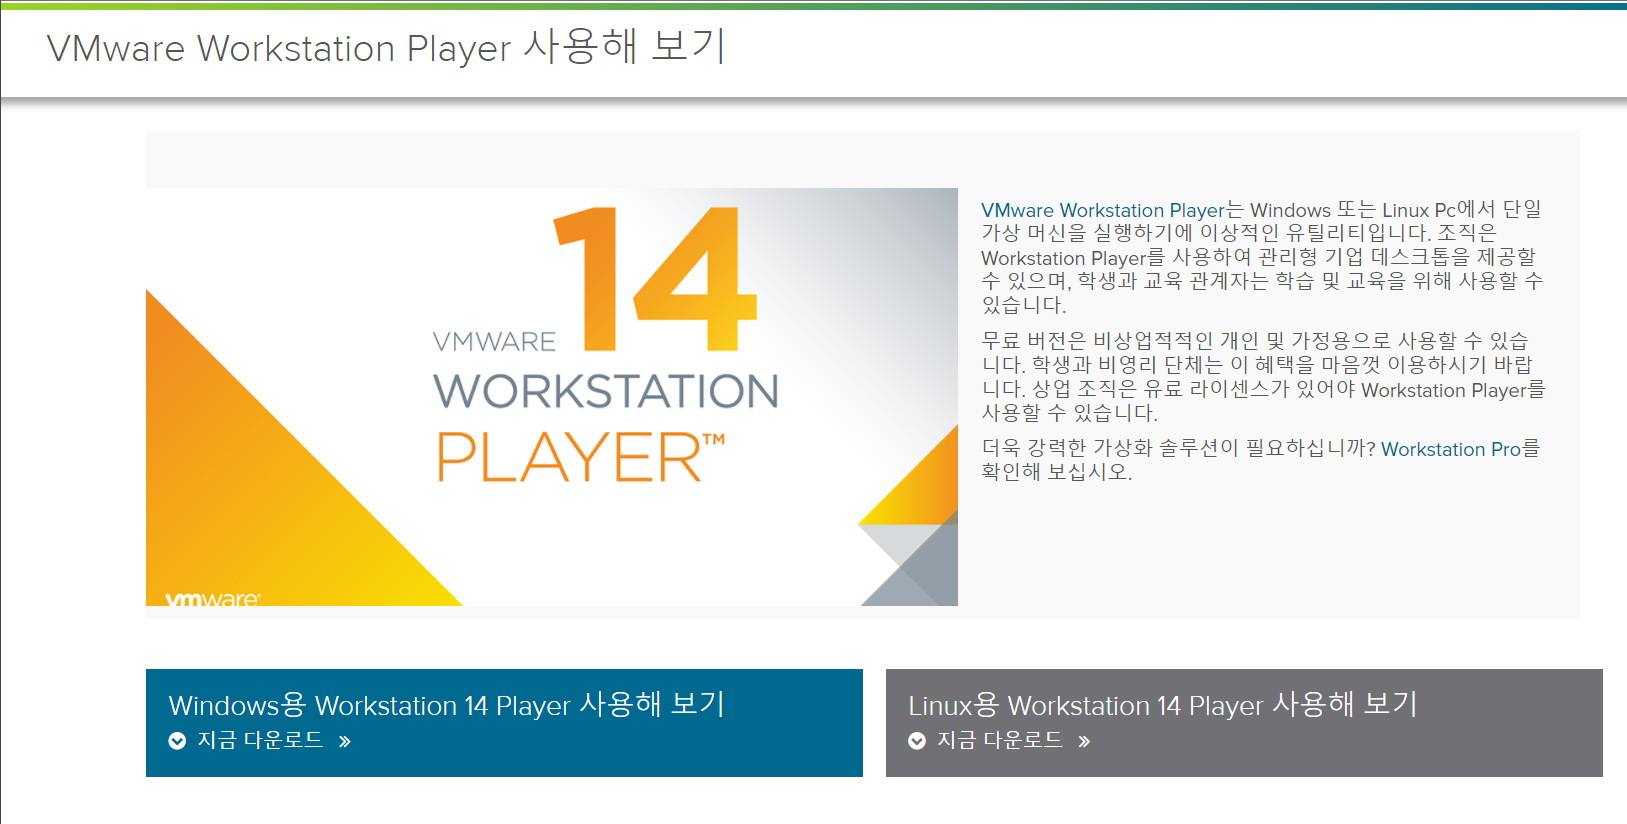 VMware Workstation Player 사용해 보기
14
VMWARE
WORKSTATION
PLAYER™
vmware®
VMware Workstation Player는 Windows 또는 Linux Pc에서 단일
가상 머신을 실행하기에 이상적인 유틸리티입니다. 조직은
Workstation Player를 사용하여 관리형 기업 데스크톱을 제공할
수 있으며, 학생과 교육 관계자는 학습 및 교육을 위해 사용할 수
있습니다.
무료 버전은 비상업적적인 개인 및 가정용으로 사용할 수 있습
니다. 학생과 비영리 단체는 이 혜택을 마음껏 이용하시기 바랍
니다. 상업 조직은 유료 라이센스가 있어야 Workstation Player를
사용할 수 있습니다.
더욱 강력한 가상화 솔루션이 필요하십니까? Workstation Pro를
확인해 보십시오.
Windows용 Workstation 14 Player 사용해 보기
지금 다운로드 »
Linux용 Workstation 14 Player 사용해 보기
지금 다운로드 »